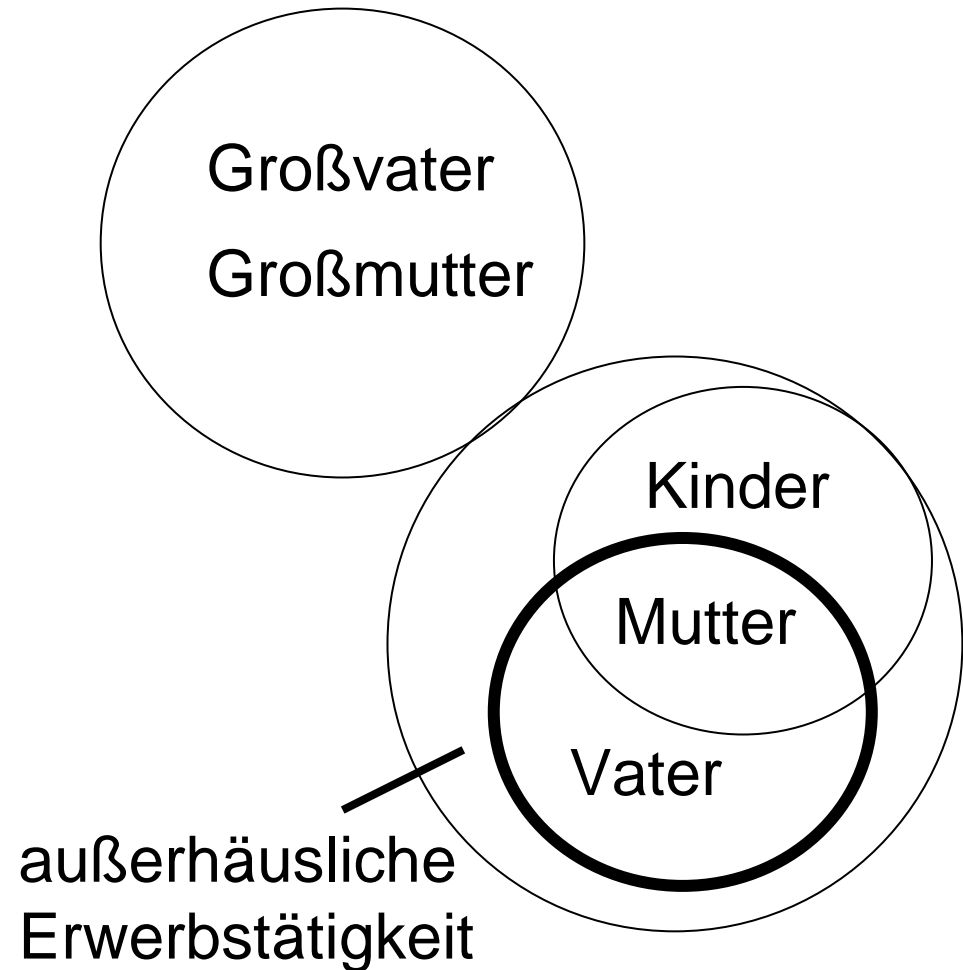 Großvater
Großmutter
Kinder
Mutter
Vater
außerhäusliche
Erwerbstätigkeit